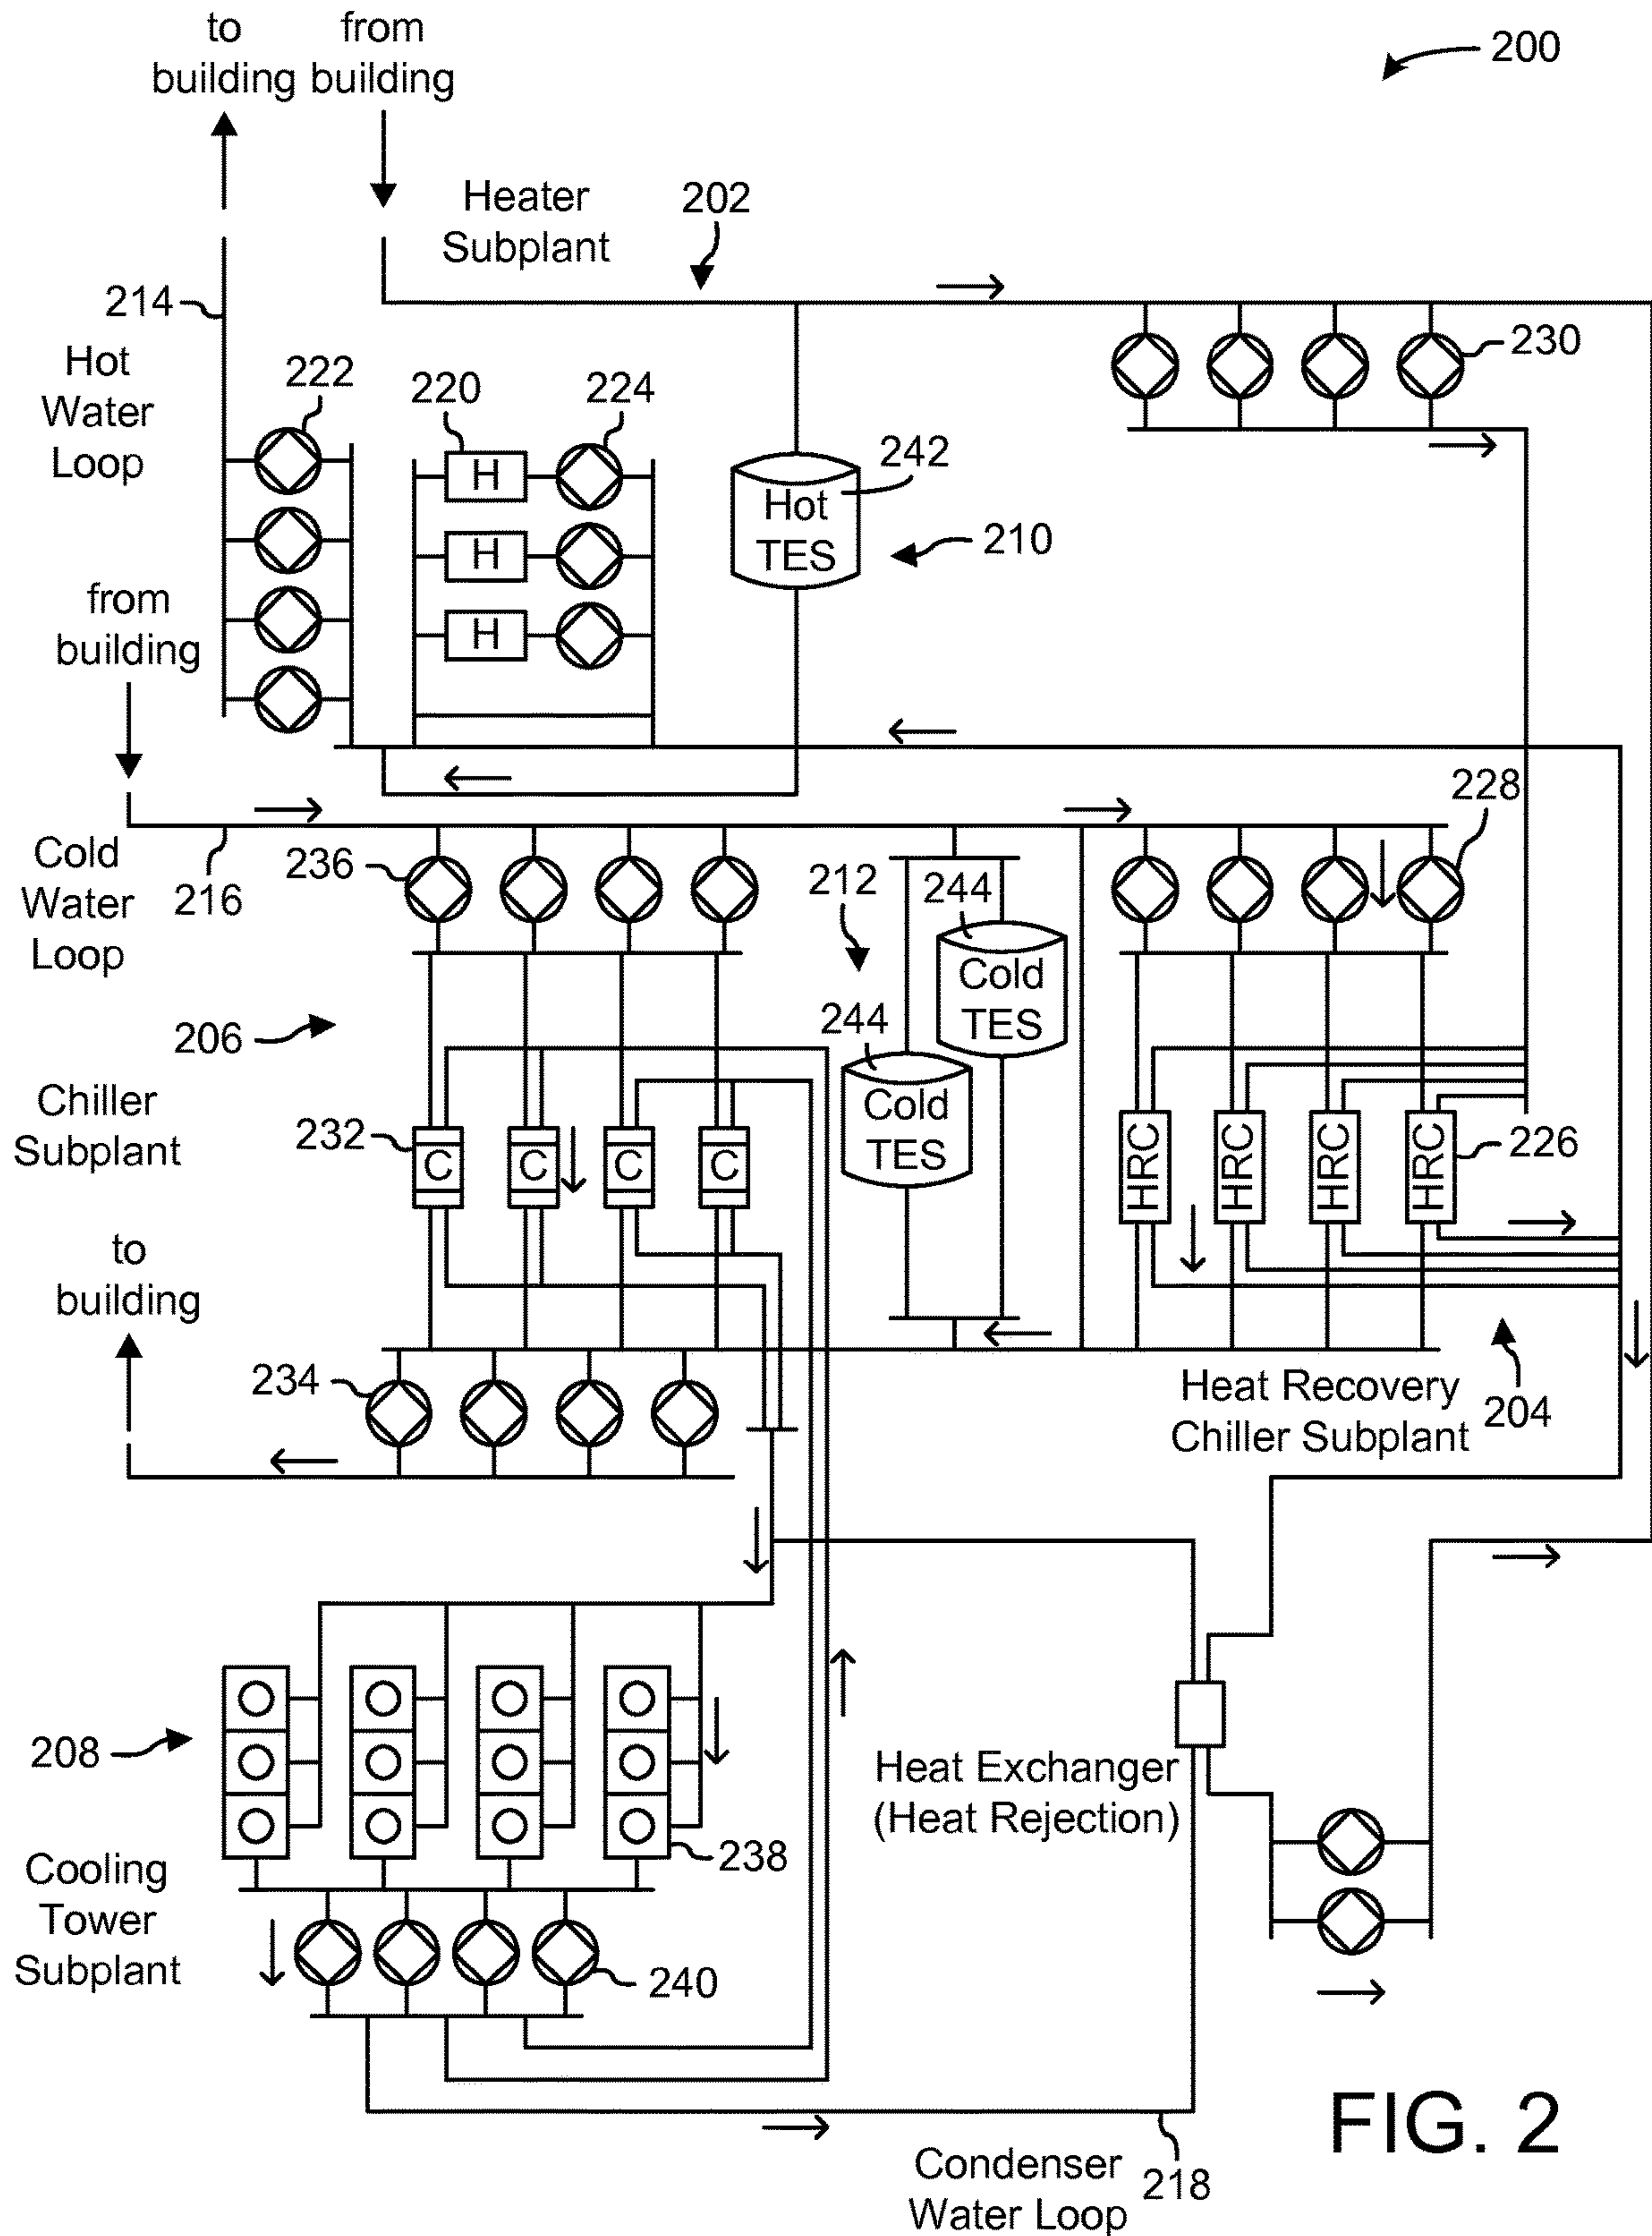 to
building
from
building
200
Heater
Subplant
202
214
Hot
Water
Loop
222
220
224
230
H
H
H
242
Hot
TES
210
from
building
228
Cold
Water
Loop
216
236
212
244
Cold
TES
244
Cold
TES
206
Chiller
Subplant
232
C
C
C
C
HRC
HRC
HRC
HRC
226
to
building
234
Heat Recovery
Chiller Subplant
204
208
Heat Exchanger
(Heat Rejection)
238
Cooling
Tower
Subplant
240
Condenser
Water Loop
218
FIG. 2